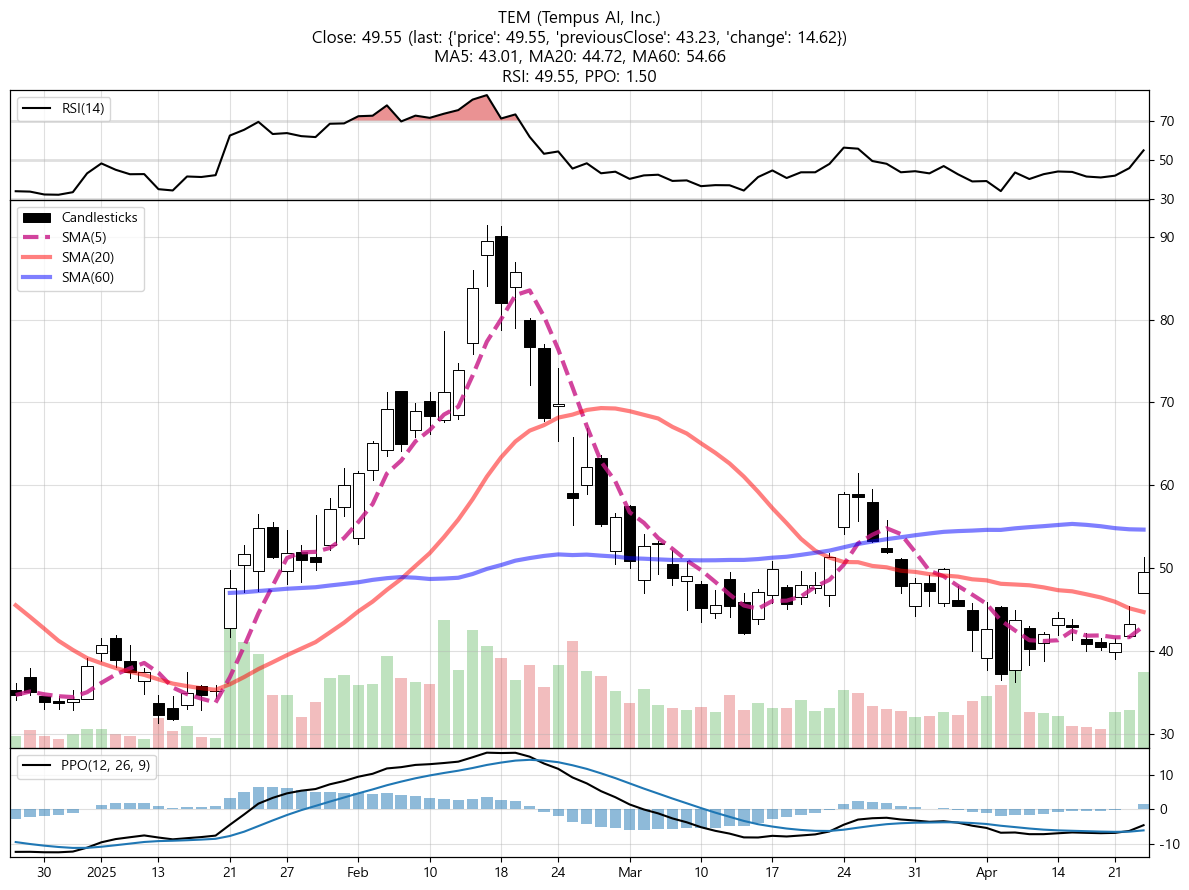 TEM (Tempus AI, Inc.)
Close: 49.55 (last: {'price': 49.55, 'previousClose': 43.23, 'change': 14.62})
MA5: 43.01, MA20: 44.72, MA60: 54.66
RSI: 49.55, PPO: 1.50
RSI(14)
70
50
30
Candlesticks
SMA(5)
SMA(20)
SMA(60)
90
80
70
60
50
40
30
PPO(12, 26, 9)
10
0
-10
30 2025 13 21 27 Feb 10 18 24 Mar 10 17 24 31 Apr 14 21